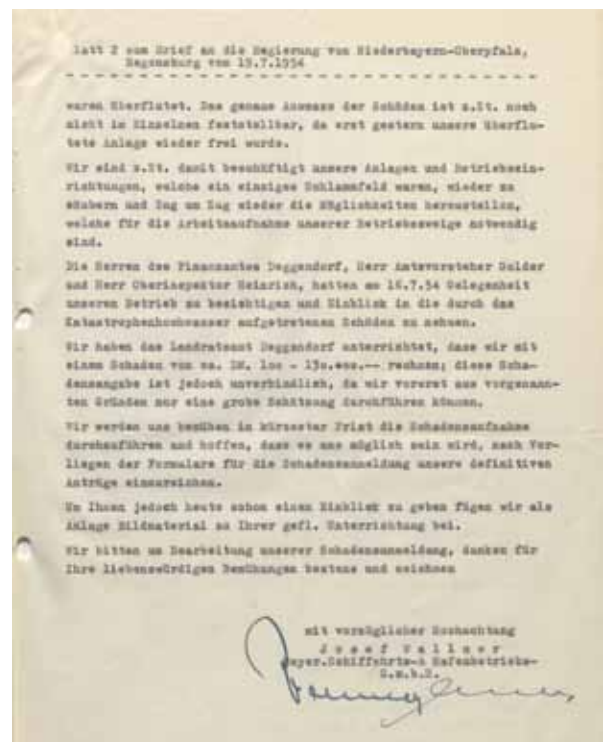 latt 2 zum Brief an die Regierung von Niederbayern-Oberpfalz,
Regensburg vom 19.7.1954
waren überflutet. Das genaue Ausmass der Schäden ist z.Zt. noch
nicht im Einzelnen feststellbar, da erst gestern unsere überflu-
tete Anlage wieder frei wurde.
Wir sind z.Zt. damit beschäftigt unsere Anlagen und Betriebsein-
richtungen, welche ein einziges Schlammfeld waren, wieder zu
säubern und Zug um Zug wieder die Möglichkeiten herzustellen,
welche für die Arbeitsaufnahme unserer Betriebszweige notwendig
sind.
Die Herren des Finanzamtes Deggendorf, Herr Amtsvorsteher Dolder
und Herr Oberinspektor Heinrich, hatten am 16.7.54 Gelegenheit
unseren Betrieb zu besichtigen und Einblick in die durch das
Katastrophenhochwasser aufgetretenen Schäden zu nehmen.
Wir haben das Landratsamt Deggendorf unterrichtet, dass wir mit
einem Schaden von ca. DM. 1oo - 13o.ooo.-- rechnen; diese Scha-
densangabe ist jedoch unverbindlich, da wir vorerst aus vorgenann-
ten Gründen nur eine grobe Schätzung durchführen können.
Wir werden uns bemühen in kürzester Frist die Schadensaufnahme
durchzuführen und hoffen, dass es uns möglich sein wird, nach Vor-
liegen der Formulare für die Schadensanmeldung unsere definitiven
Anträge einzureichen.
Um Ihnen jedoch heute schon einen Einblick zu geben fügen wir als
Anlage Bildmaterial zu Ihrer gefl. Unterrichtung bei.
Wir bitten um Bearbeitung unserer Schadensanmeldung, danken für
Ihre liebenswürdigen Bemühungen bestens und zeichnen
mit vorzüglicher Hochachtung
Josef Wallner
Bayer.Schiffahrts-& Hafenbetriebs-
G.m.b.H.